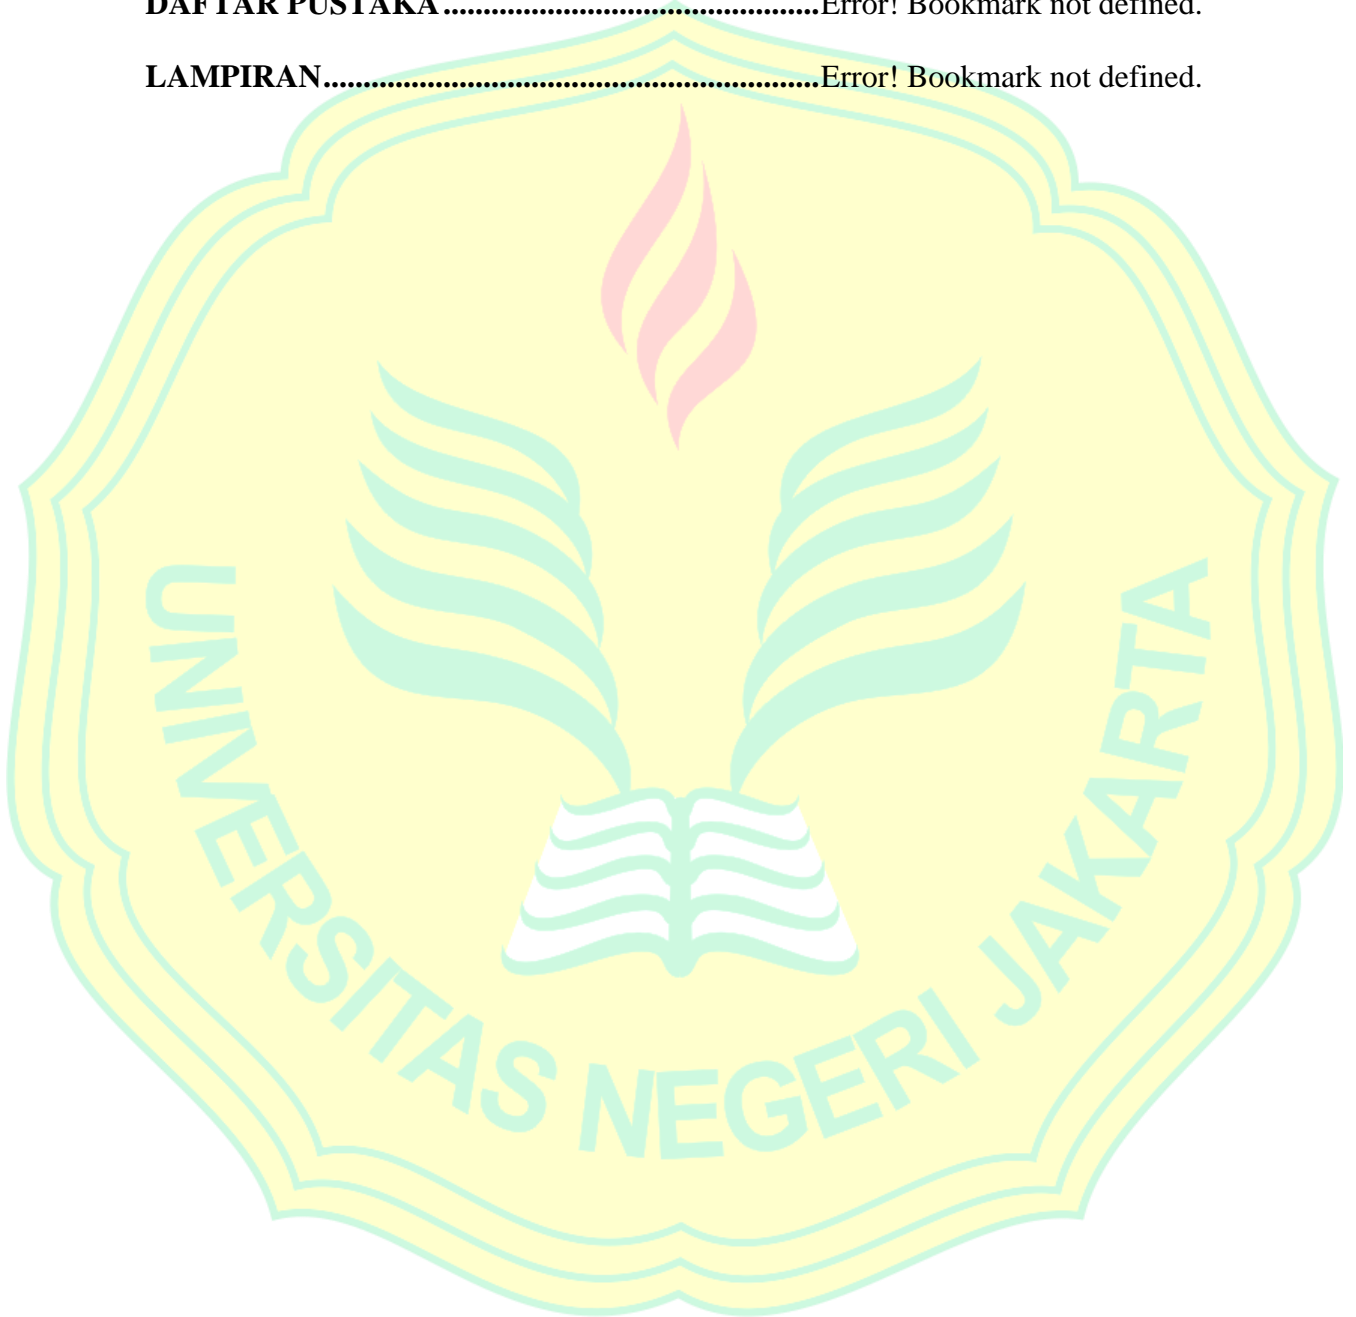 DAFTAR PUSTAKA...............................................Error! Bookmark not defined.
LAMPIRAN..............................................................Error! Bookmark not defined.
UNIVERSITAS NEGERI JAKARTA